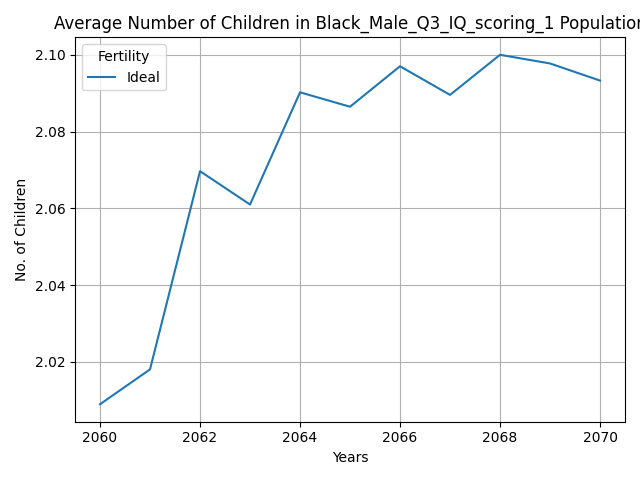 Average Number of Children in Black_Male_Q3_IQ_scoring_1 Population
Fertility
Ideal
2.10
2.08
2.06
2.04
2.02
No. of Children
2060 2062 2064 2066 2068 2070
Years